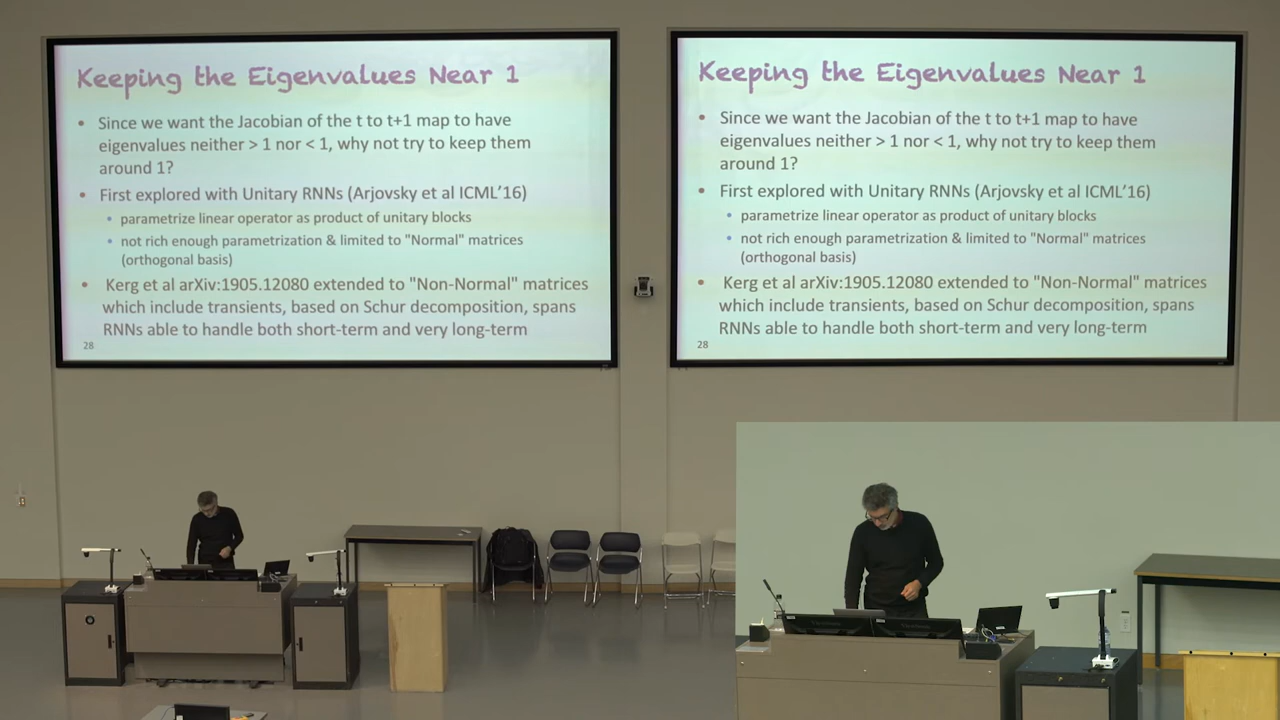 Keeping the Eigenvalues Near 1
• Since we want the Jacobian of the t to t+1 map to have
eigenvalues neither > 1 nor < 1, why not try to keep them
around 1?
• First explored with Unitary RNNs (Arjovsky et al ICML'16)
• parametrize linear operator as product of unitary blocks
• not rich enough parametrization & limited to "Normal" matrices
(orthogonal basis)
• Kerg et al arXiv:1905.12080 extended to "Non-Normal" matrices
which include transients, based on Schur decomposition, spans
RNNs able to handle both short-term and very long-term
28
Keeping the Eigenvalues Near 1
• Since we want the Jacobian of the t to t+1 map to have
eigenvalues neither > 1 nor < 1, why not try to keep them
around 1?
• First explored with Unitary RNNs (Arjovsky et al ICML'16)
• parametrize linear operator as product of unitary blocks
• not rich enough parametrization & limited to "Normal" matrices
(orthogonal basis)
• Kerg et al arXiv:1905.12080 extended to "Non-Normal" matrices
which include transients, based on Schur decomposition, spans
RNNs able to handle both short-term and very long-term
28